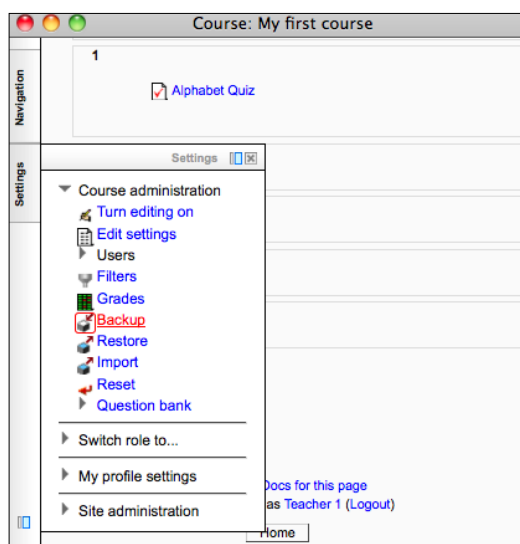 Course: My first course
Navigation
Settings
1
Alphabet Quiz
Settings
Course administration
Turn editing on
Edit settings
Users
Filters
Grades
Backup
Restore
Import
Reset
Question bank
Switch role to...
My profile settings
Site administration
Docs for this page
as Teacher 1 (Logout)
Home